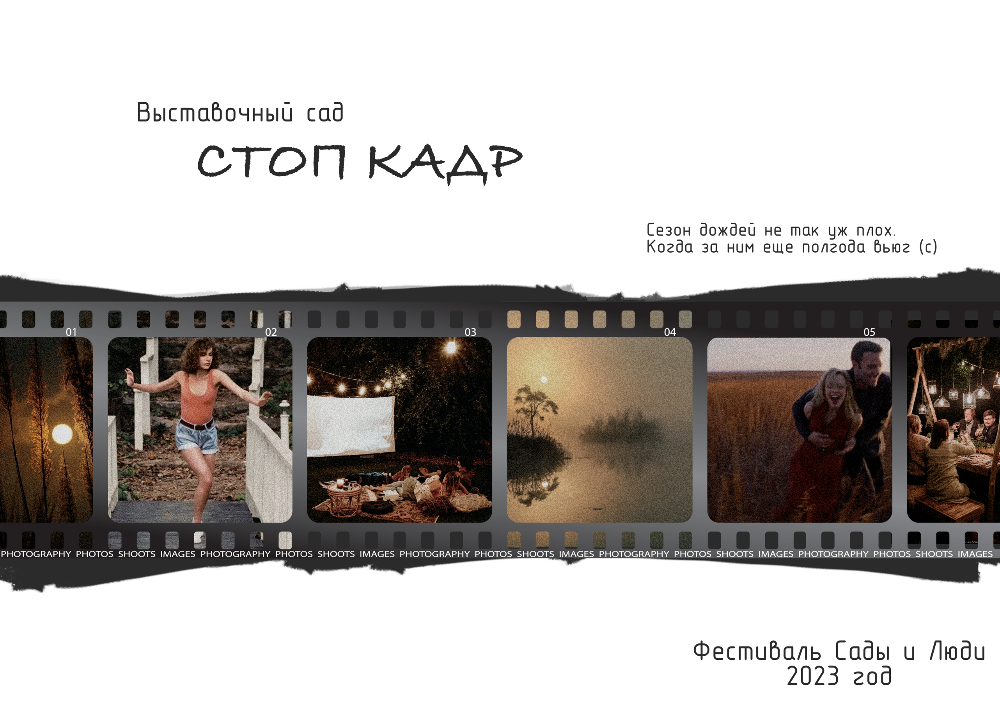 Выставочный сад
СТОП КАДР
Сезон дождей не так уж плох.
Когда за ним еще полгода вьюг (с)
01
02
03
04
05
PHOTOGRAPHY PHOTOS SHOOTS IMAGES PHOTOGRAPHY PHOTOS SHOOTS IMAGES PHOTOGRAPHY PHOTOS SHOOTS IMAGES PHOTOGRAPHY PHOTOS SHOOTS IMAGES PHOTOGRAPHY PHOTOS SHOOTS IMAGES
Фестиваль Сады и Люди
2023 год